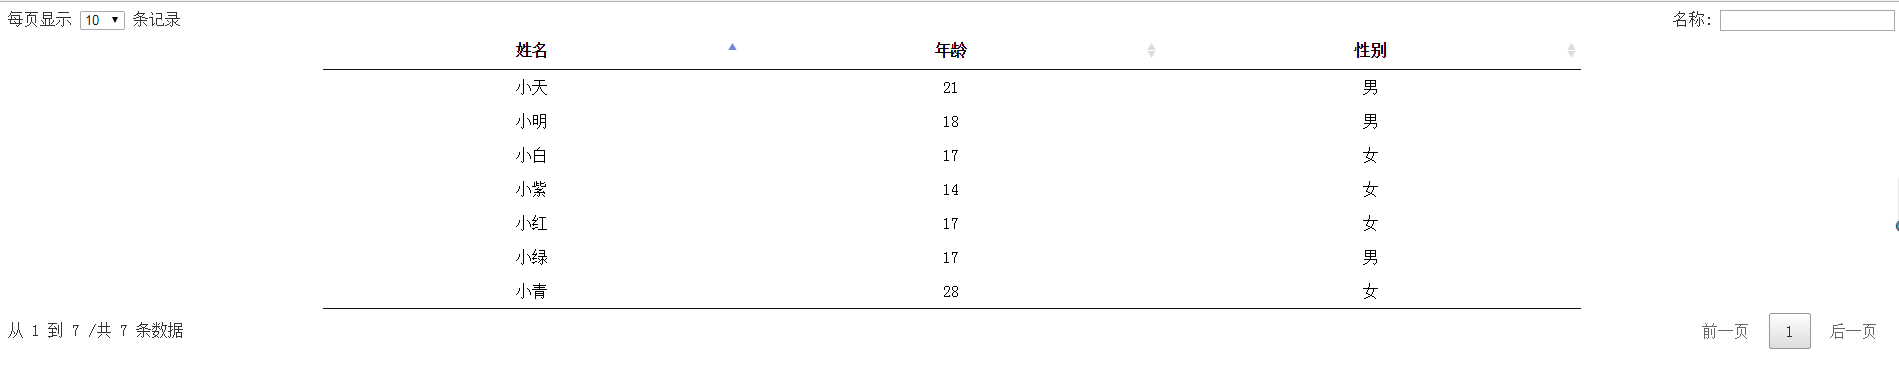 每页显示 10 条记录 名称:
姓名 年龄 性别
小天 21 男
小明 18 男
小白 17 女
小紫 14 女
小红 17 女
小绿 17 男
小青 28 女
从 1 到 7 /共 7 条数据 前一页 1 后一页